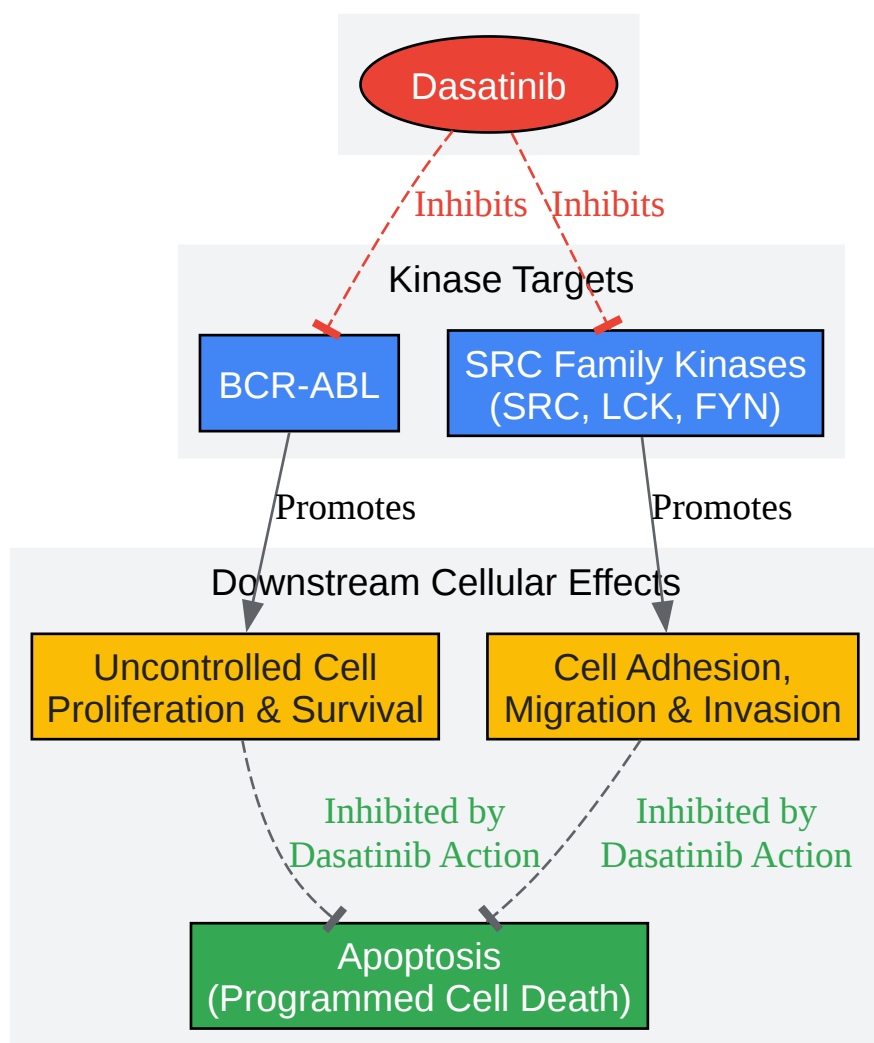 Dasatinib
Inhibits
Inhibits
Kinase Targets
BCR-ABL
SRC Family Kinases
(SRC, LCK, FYN)
Promotes
Promotes
Downstream Cellular Effects
Uncontrolled Cell
Proliferation & Survival
Cell Adhesion,
Migration & Invasion
Inhibited by
Dasatinib Action
Inhibited by
Dasatinib Action
Apoptosis
(Programmed Cell Death)